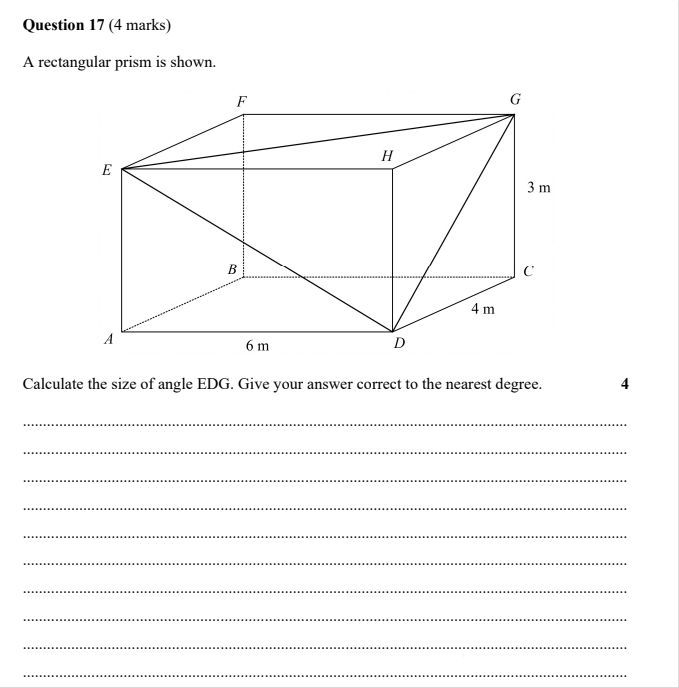 Question 17 (4 marks)
A rectangular prism is shown.
F
G
H
E
3 m
B
C
4 m
A
6 m
D
Calculate the size of angle EDG. Give your answer correct to the nearest degree. 4